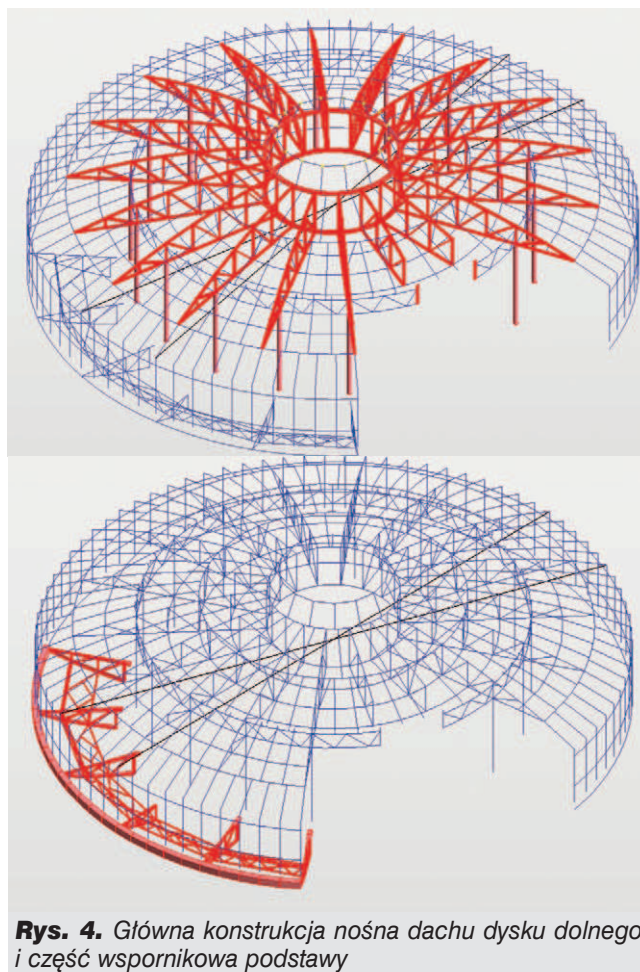 Rys. 4. Główna konstrukcja nośna dachu dysku dolnego
i część wspornikowa podstawy